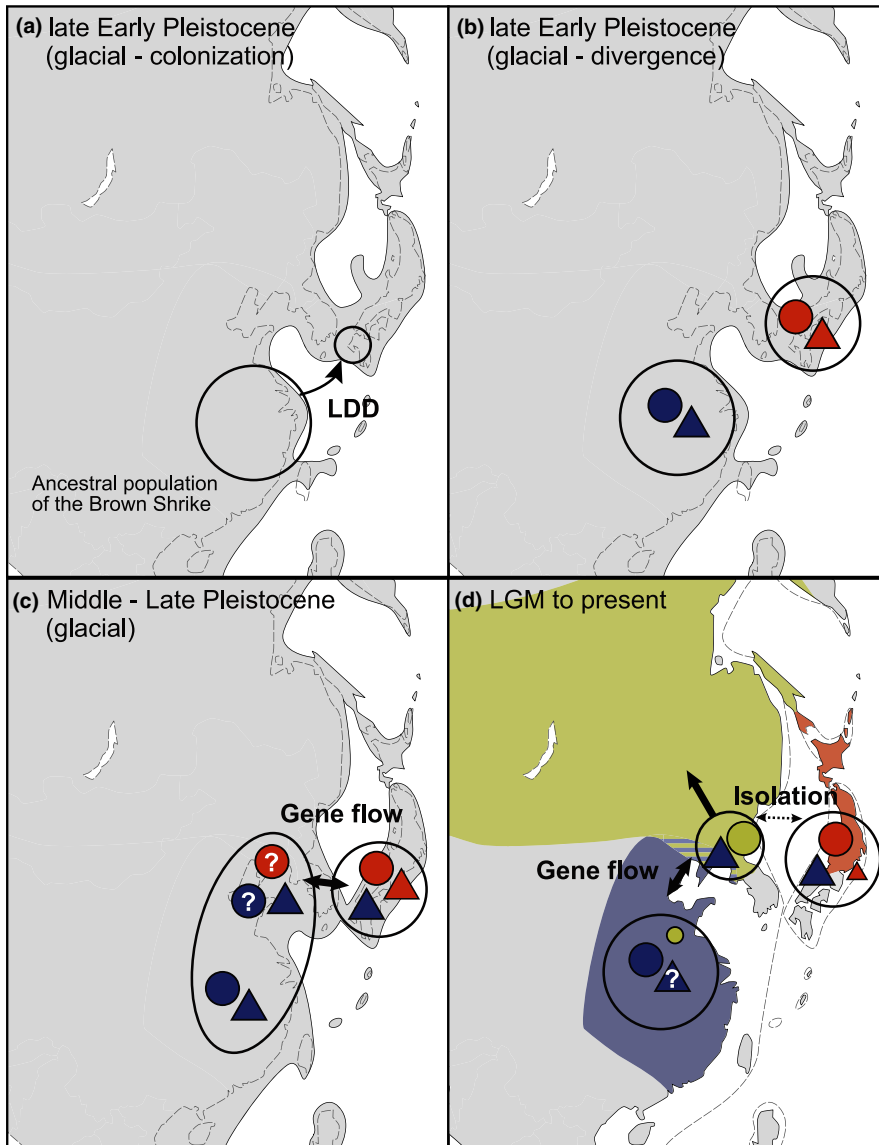 (a) late Early Pleistocene
(glacial - colonization)
LDD
Ancestral population
of the Brown Shrike
(b) late Early Pleistocene
(glacial - divergence)
(c) Middle - Late Pleistocene
(glacial)
Gene flow
?
?
(d) LGM to present
Isolation
Gene flow
?